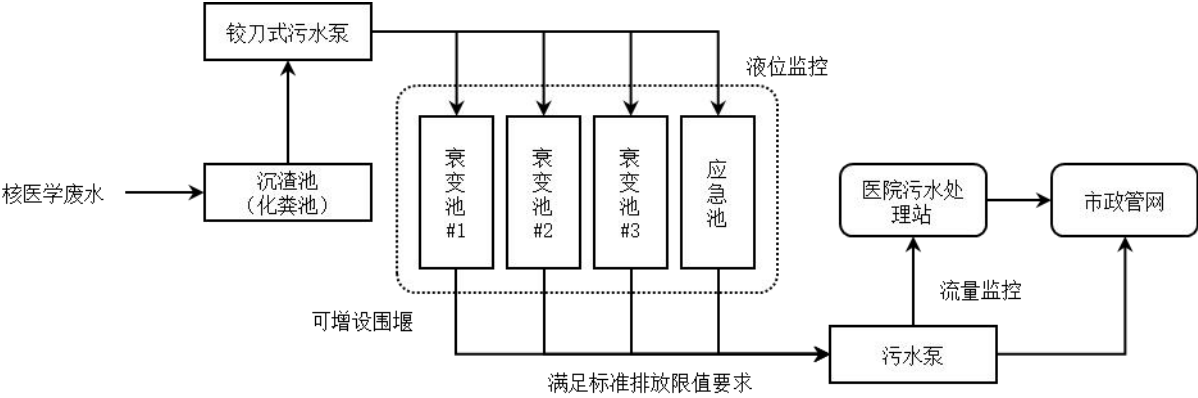 铰刀式污水泵
液位监控
衰变池#1
衰变池#2
衰变池#3
应急池
核医学废水
沉渣池
（化粪池）
医院污水处
理站
市政管网
流量监控
可增设围堰
污水泵
满足标准排放限值要求